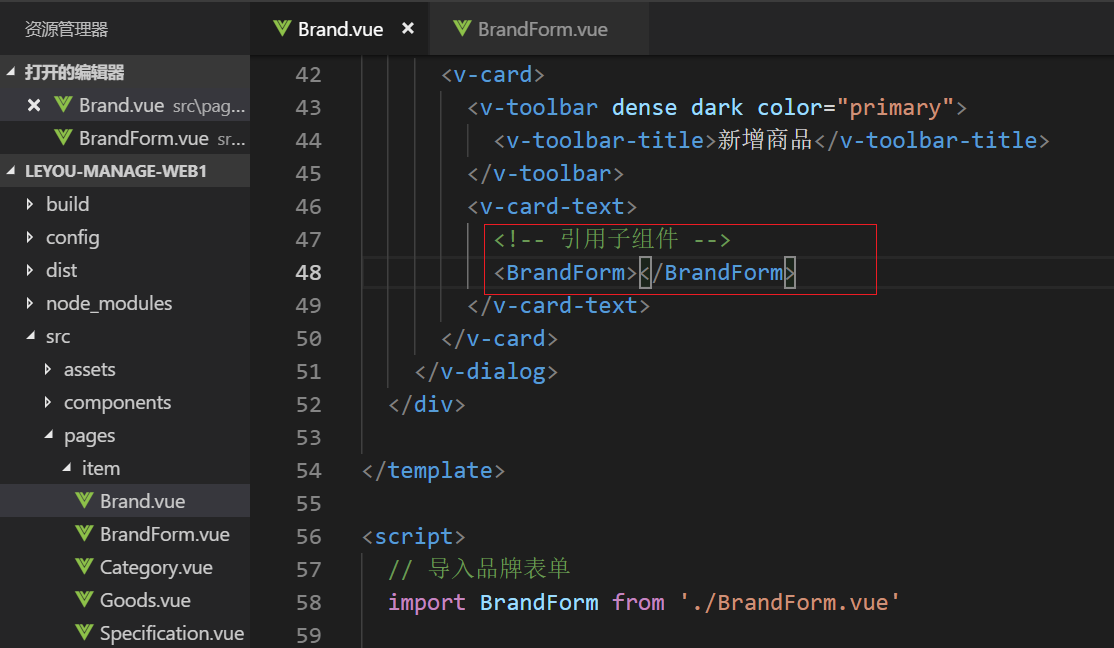 资源管理器
打开的编辑器
Brand.vue src\pag...
BrandForm.vue sr...
LEYOU-MANAGE-WEB1
build
config
dist
node_modules
src
assets
components
pages
item
Brand.vue
BrandForm.vue
Category.vue
Goods.vue
Specification.vue
Brand.vue
BrandForm.vue
42 <v-card>
43 <v-toolbar dense dark color="primary">
44 <v-toolbar-title>新增商品</v-toolbar-title>
45 </v-toolbar>
46 <v-card-text>
47 <!-- 引用子组件 -->
48 <BrandForm></BrandForm>
49 </v-card-text>
50 </v-card>
51 </v-dialog>
52 </div>
53
54 </template>
55
56 <script>
57 // 导入品牌表单
58 import BrandForm from './BrandForm.vue'
59